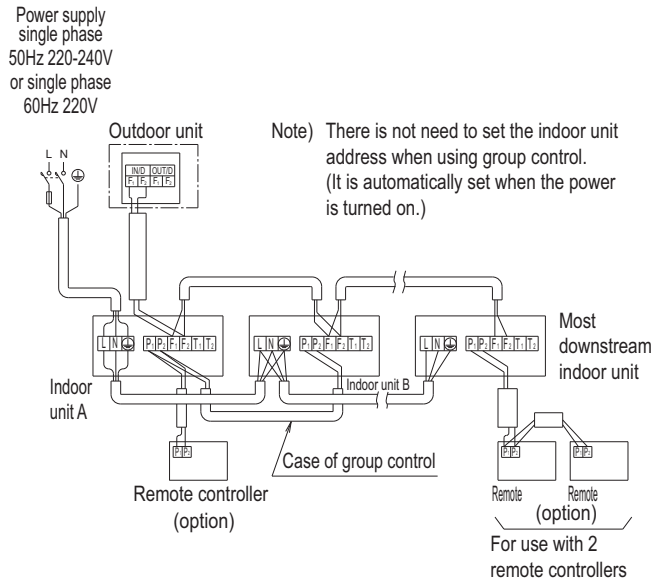 Power supply
single phase
50Hz 220-240V
or single phase
60Hz 220V
Outdoor unit
Note) There is not need to set the indoor unit
address when using group control.
(It is automatically set when the power
is turned on.)
L N
IN/D OUT/D
F1 F2 F1 F2
L N P1 P2 F1 F2 T1 T2
L N P1 P2 F1 F2 T1 T2
L N P1 P2 F1 F2 T1 T2
Most
downstream
indoor unit
Indoor
unit A
Indoor unit B
P1 P2
Case of group control
P1 P2
P1 P2
Remote controller
(option)
Remote
Remote
(option)
For use with 2
remote controllers